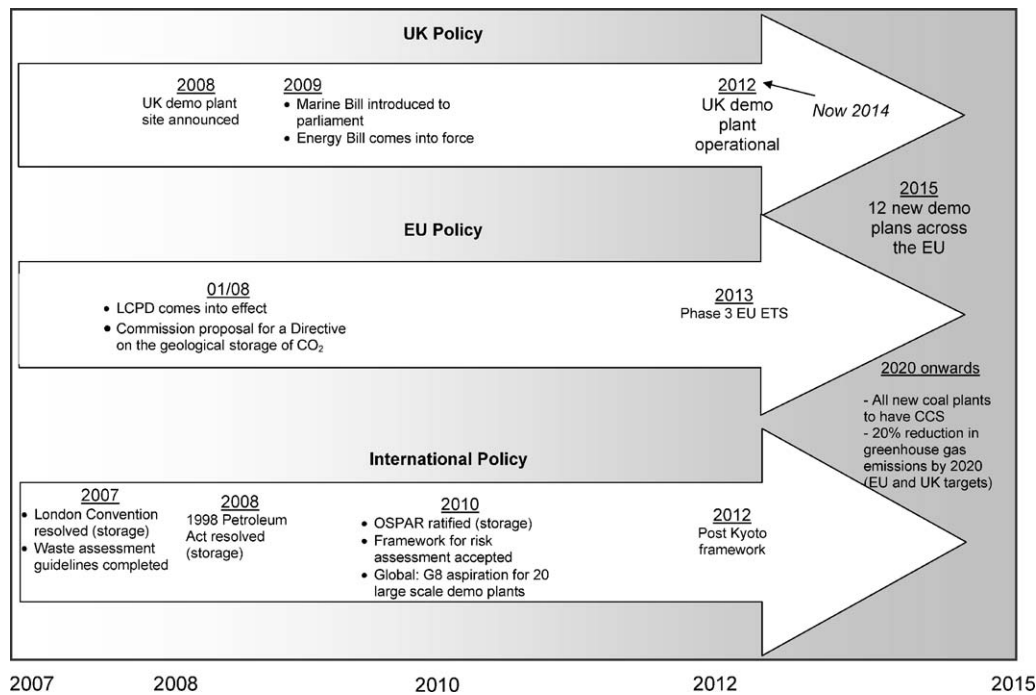 UK Policy
2008
UK demo plant
site announced
2009
• Marine Bill introduced to
parliament
• Energy Bill comes into force
2012
UK demo
plant
operational
Now 2014
2015
12 new demo
plans across
the EU
EU Policy
01/08
• LCPD comes into effect
• Commission proposal for a Directive
on the geological storage of CO₂
2013
Phase 3 EU ETS
2020 onwards
- All new coal plants
to have CCS
- 20% reduction in
greenhouse gas
emissions by 2020
(EU and UK targets)
International Policy
2007
• London Convention
resolved (storage)
• Waste assessment
guidelines completed
2008
1998 Petroleum
Act resolved
(storage)
2010
• OSPAR ratified (storage)
• Framework for risk
assessment accepted
• Global: G8 aspiration for 20
large scale demo plants
2012
Post Kyoto
framework
2007 2008 2010 2012 2015